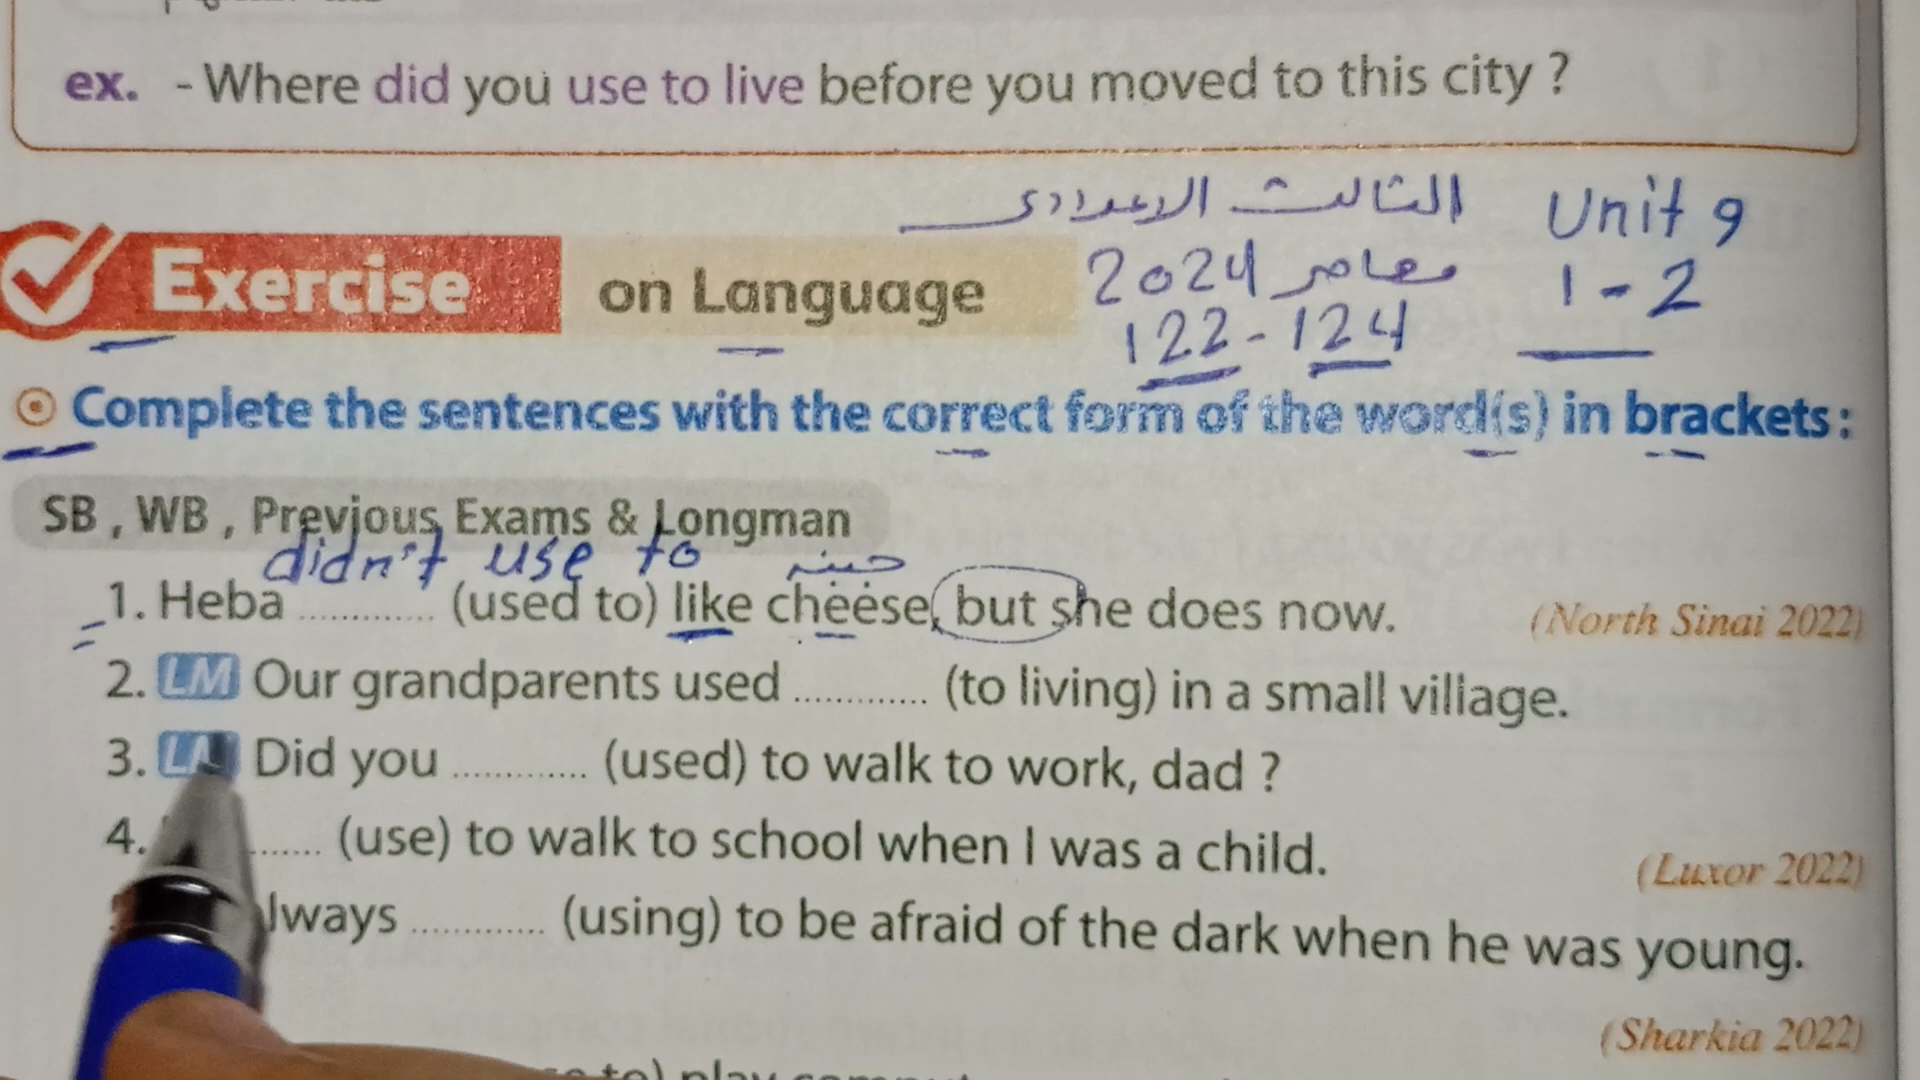 ex. - Where did you use to live before you moved to this city ?
الثالث الاعدادى Unit 9
Exercise on Language معاصر 2024 1 - 2
122 - 124
Complete the sentences with the correct form of the word(s) in brackets :
SB , WB , Previous Exams & Longman
didn't use to جبنه
1. Heba ............. (used to) like cheese, but she does now. (North Sinai 2022)
2. LM Our grandparents used ............. (to living) in a small village.
3. Did you ............. (used) to walk to work, dad ?
4. ...... (use) to walk to school when I was a child. (Luxor 2022)
lways ............. (using) to be afraid of the dark when he was young.
(Sharkia 2022)